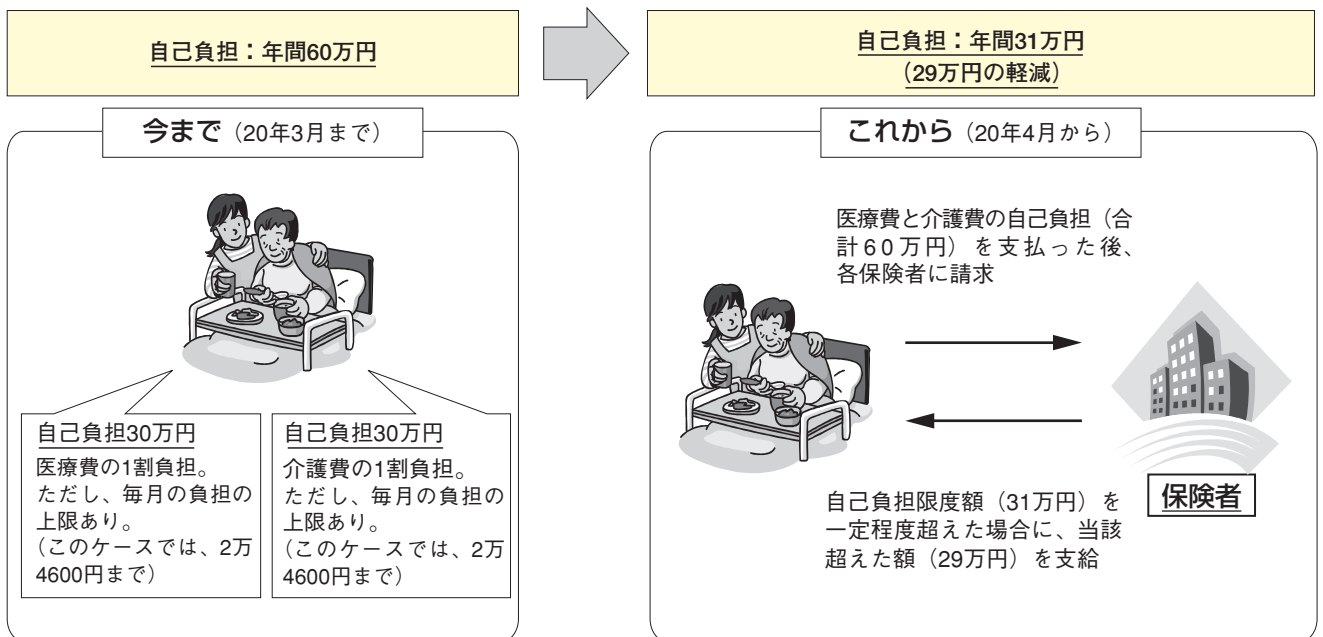 自己負担：年間60万円
自己負担：年間31万円
（29万円の軽減）
今まで（20年3月まで）
自己負担30万円
医療費の1割負担。
ただし、毎月の負担の
上限あり。
（このケースでは、2万
4600円まで）
自己負担30万円
介護費の1割負担。
ただし、毎月の負担の
上限あり。
（このケースでは、2万
4600円まで）
これから（20年4月から）
医療費と介護費の自己負担（合
計60万円）を支払った後、
各保険者に請求
保険者
自己負担限度額（31万円）を
一定程度超えた場合に、当該
超えた額（29万円）を支給